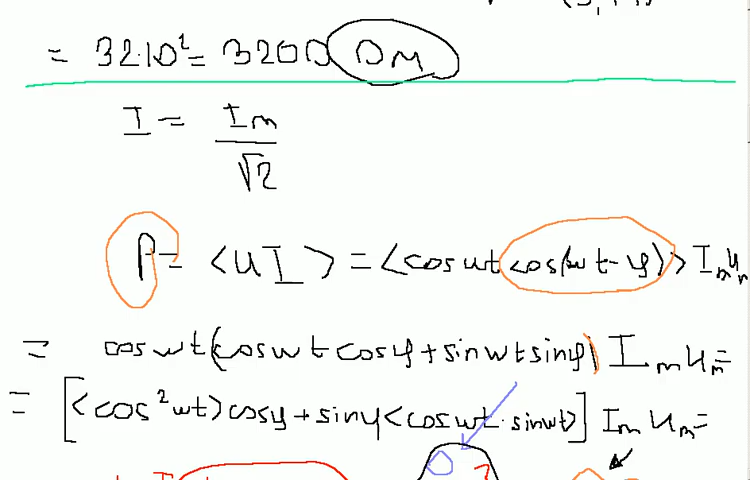 = 32·10² = 3200 Ом
I = Im/√2
P = <UI> = <cos ωt cos(ωt - φ)> Im Um
= cos ωt (cos ωt cos φ + sin ωt sin φ) Im Um =
= [<cos² ωt> cos φ + sin φ <cos ωt · sin ωt>] Im Um =